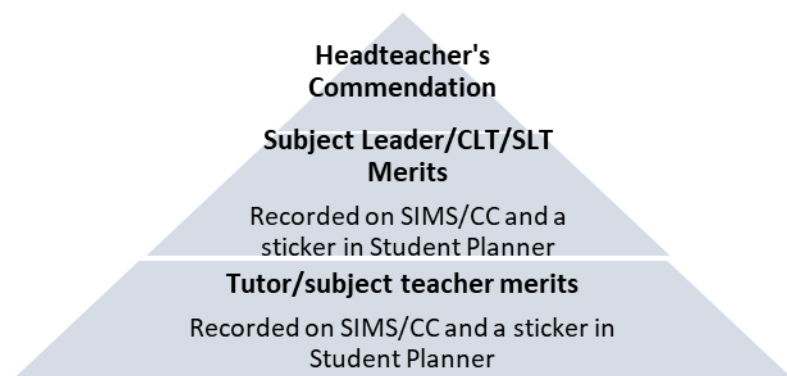 Headteacher's
Commendation
Subject Leader/CLT/SLT
Merits
Recorded on SIMS/CC and a
sticker in Student Planner
Tutor/subject teacher merits
Recorded on SIMS/CC and a sticker in
Student Planner